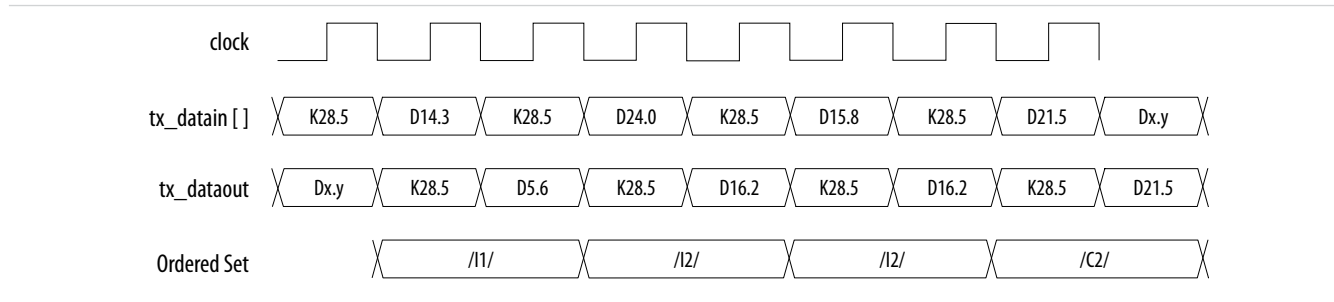 clock
tx_datain [ ] K28.5 D14.3 K28.5 D24.0 K28.5 D15.8 K28.5 D21.5 Dx.y
tx_dataout Dx.y K28.5 D5.6 K28.5 D16.2 K28.5 D16.2 K28.5 D21.5
Ordered Set /I1/ /I2/ /I2/ /C2/